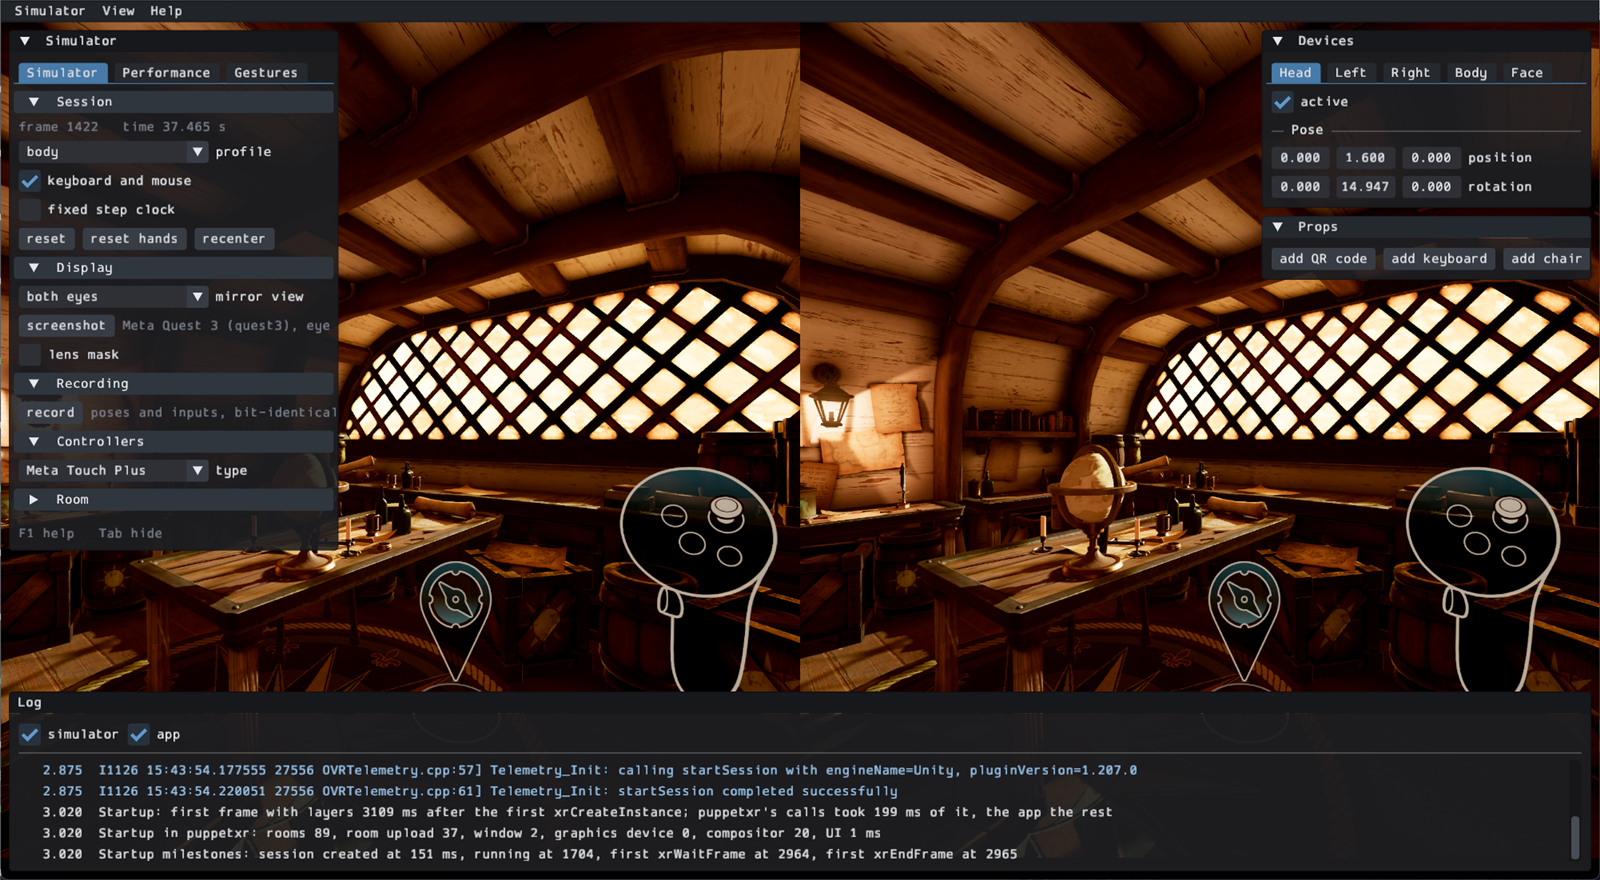 Simulator View Help
Simulator
Simulator Performance Gestures
Session
frame 1422 time 37.465 s
body profile
keyboard and mouse
fixed step clock
reset reset hands recenter
Display
both eyes mirror view
screenshot Meta Quest 3 (quest3), eye
lens mask
Recording
record poses and inputs, bit-identical
Controllers
Meta Touch Plus type
Room
F1 help Tab hide
Devices
Head Left Right Body Face
active
Pose
0.000 1.600 0.000 position
0.000 14.947 0.000 rotation
Props
add QR code add keyboard add chair
Log
simulator app
2.875 I1126 15:43:54.177555 27556 OVRTelemetry.cpp:57] Telemetry_Init: calling startSession with engineName=Unity, pluginVersion=1.207.0
2.875 I1126 15:43:54.220051 27556 OVRTelemetry.cpp:61] Telemetry_Init: startSession completed successfully
3.020 Startup: first frame with layers 3109 ms after the first xrCreateInstance; puppetxr's calls took 199 ms of it, the app the rest
3.020 Startup in puppetxr: rooms 89, room upload 37, window 2, graphics device 0, compositor 20, UI 1 ms
3.020 Startup milestones: session created at 151 ms, running at 1704, first xrWaitFrame at 2964, first xrEndFrame at 2965